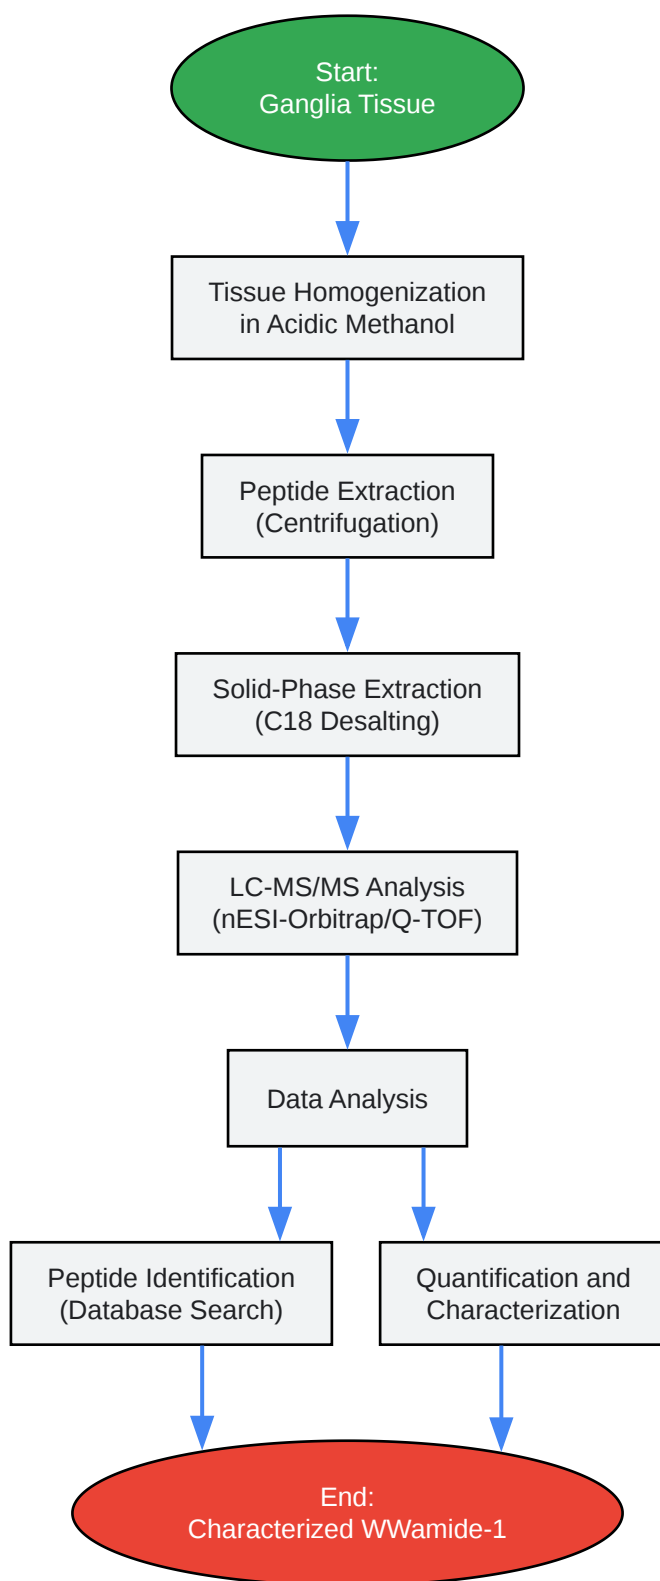 Start:
Ganglia Tissue
Tissue Homogenization
in Acidic Methanol
Peptide Extraction
(Centrifugation)
Solid-Phase Extraction
(C18 Desalting)
LC-MS/MS Analysis
(nESI-Orbitrap/Q-TOF)
Data Analysis
Peptide Identification
(Database Search)
Quantification and
Characterization
End:
Characterized WWamide-1